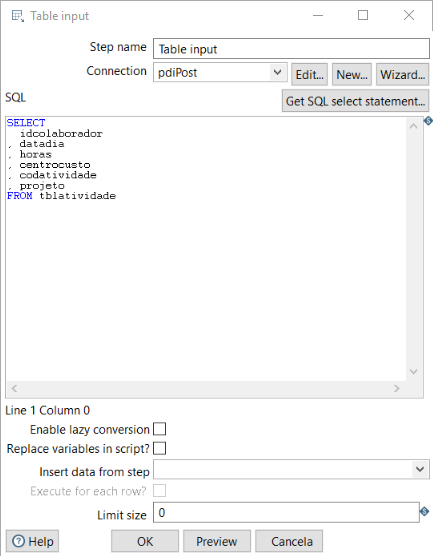 Table input
Step name Table input
Connection pdiPost Edit... New... Wizard...
SQL Get SQL select statement...
SELECT
idcolaborador
, datadia
, horas
, centrocusto
, codatividade
, projeto
FROM tblatividade
Line 1 Column 0
Enable lazy conversion
Replace variables in script?
Insert data from step
Execute for each row?
Limit size 0
Help OK Preview Cancela